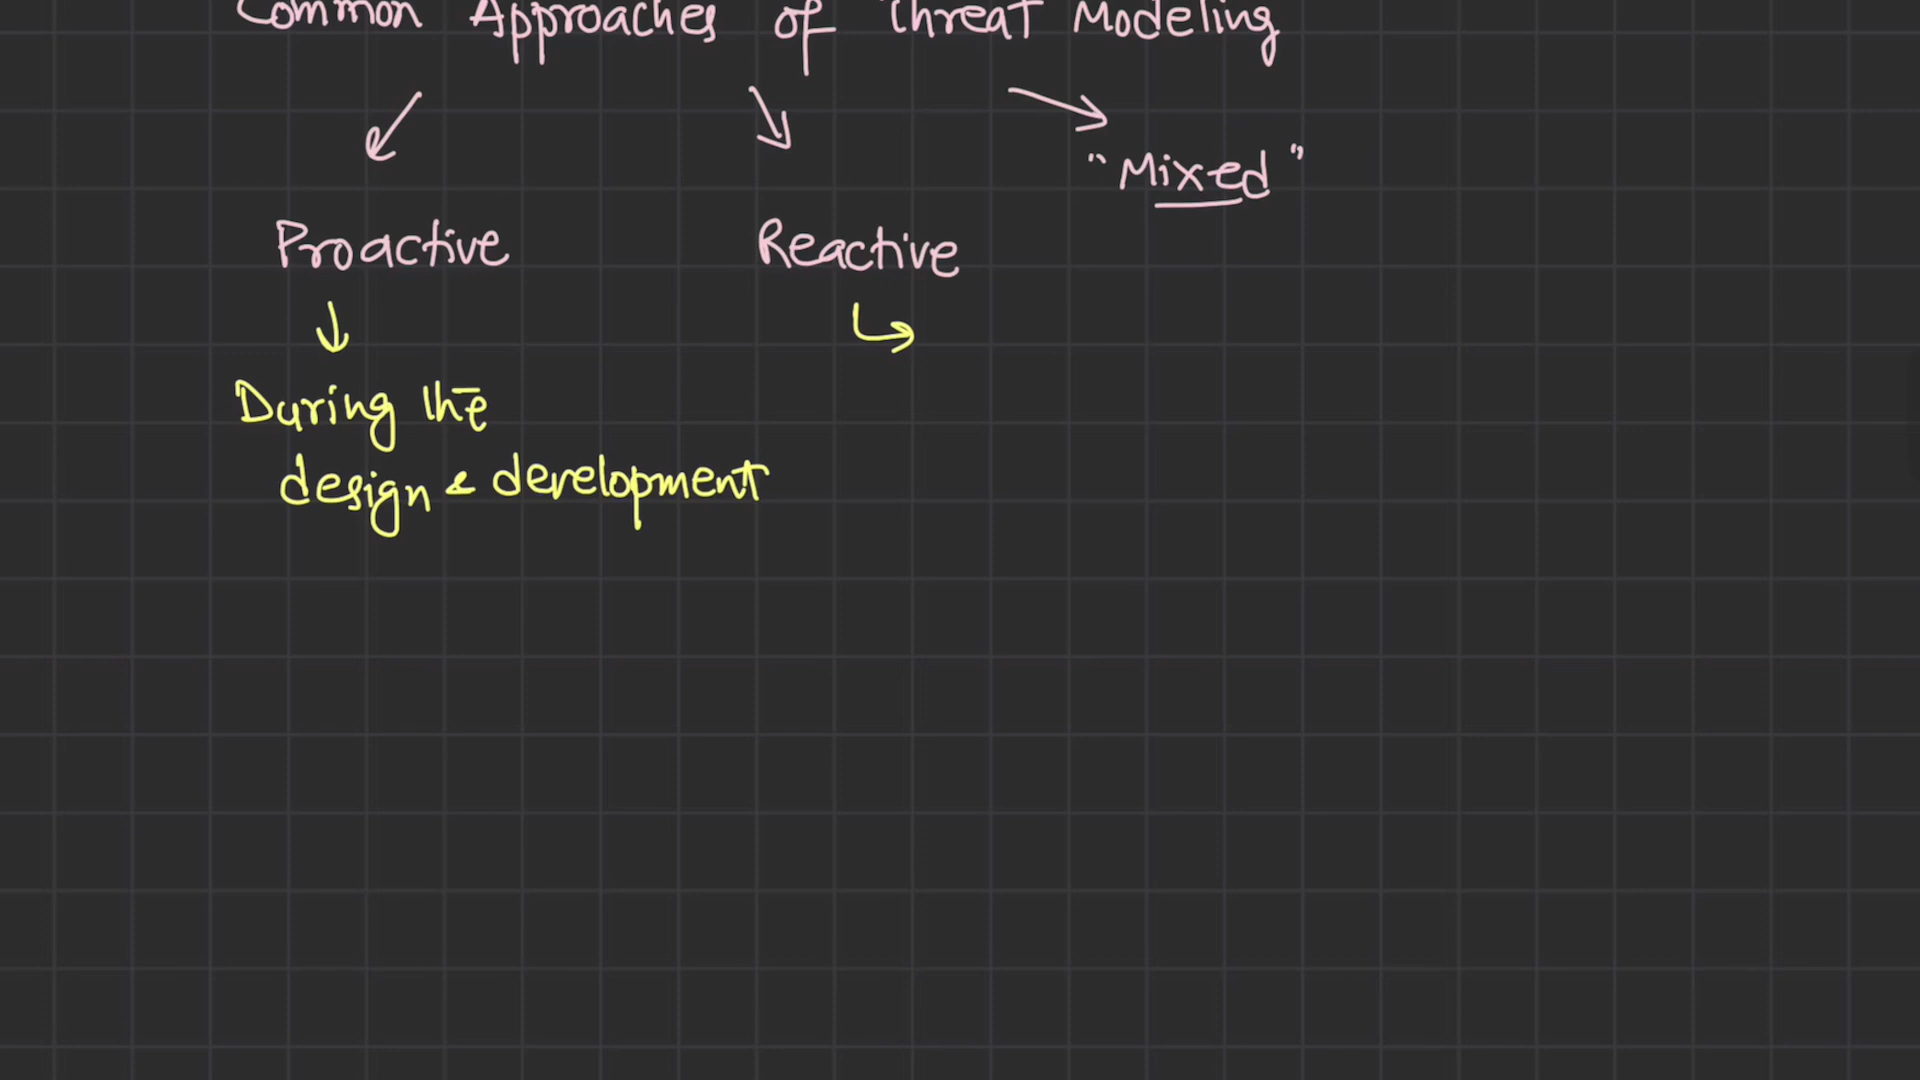 Common Approaches of Threat Modeling
"Mixed"
Proactive Reactive
During the
design & development